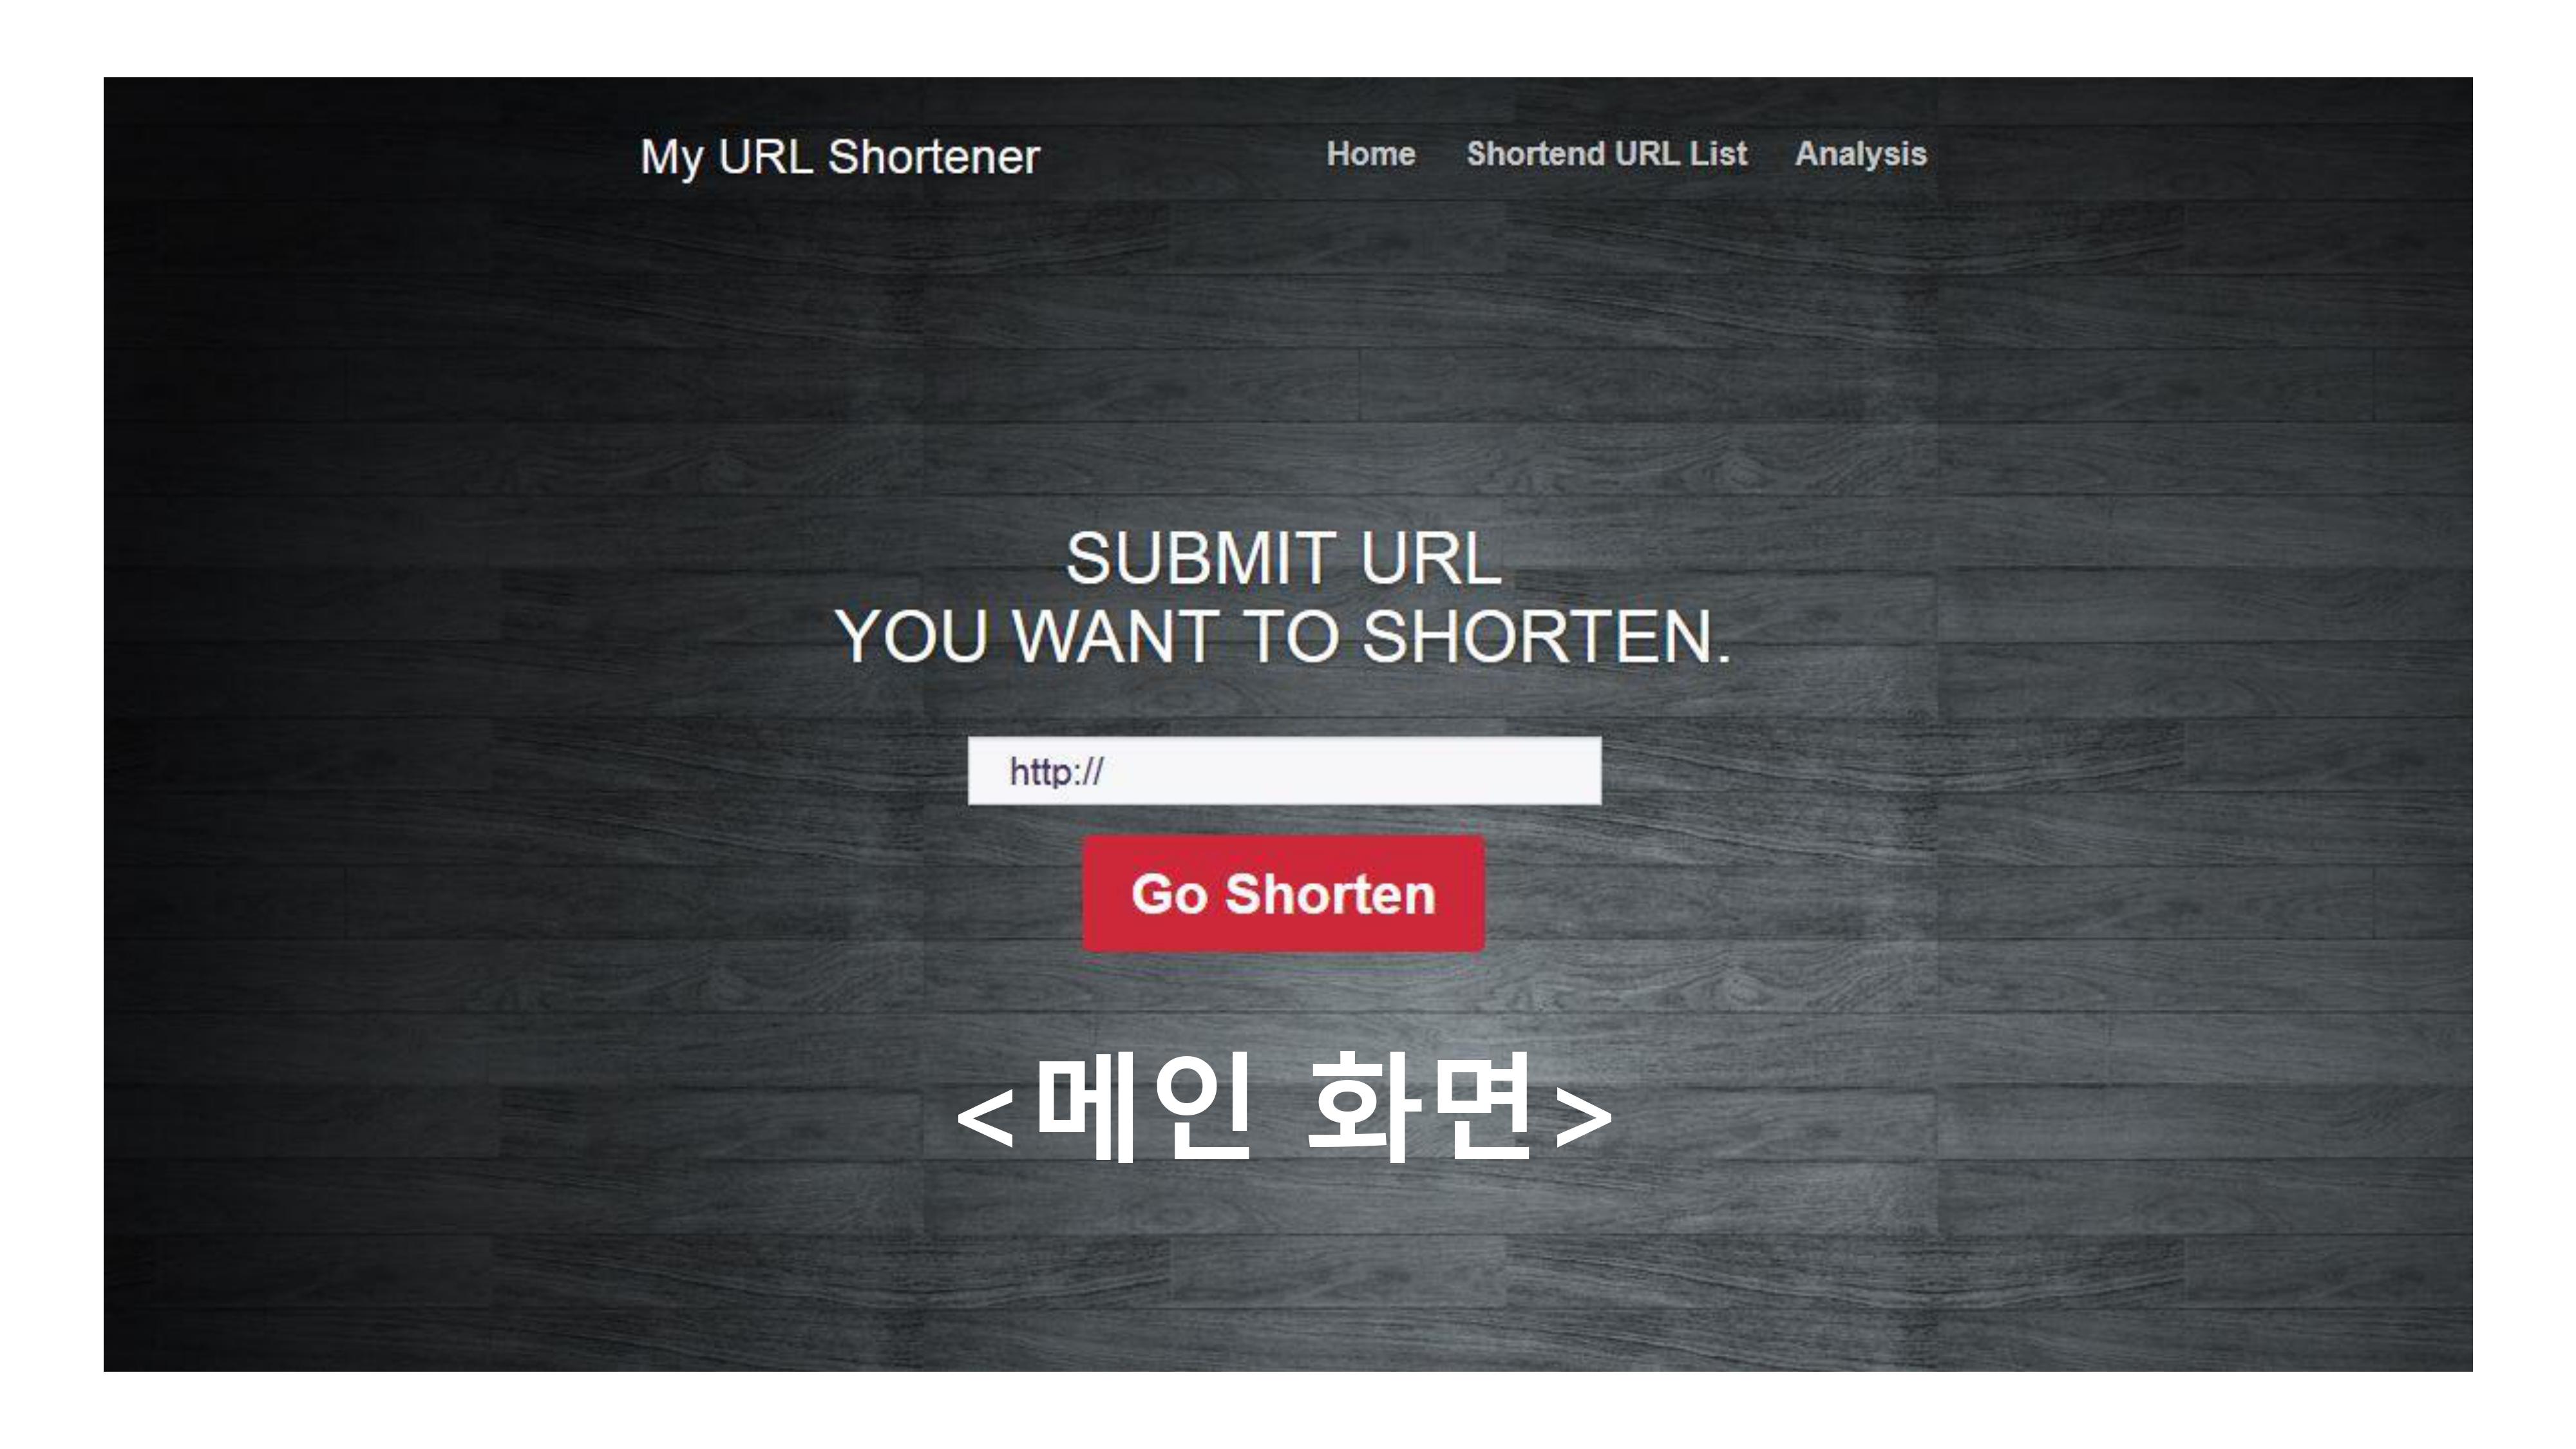 My URL Shortener
Home Shortend URL List Analysis
SUBMIT URL
YOU WANT TO SHORTEN.
http://
Go Shorten
<메인 화면>